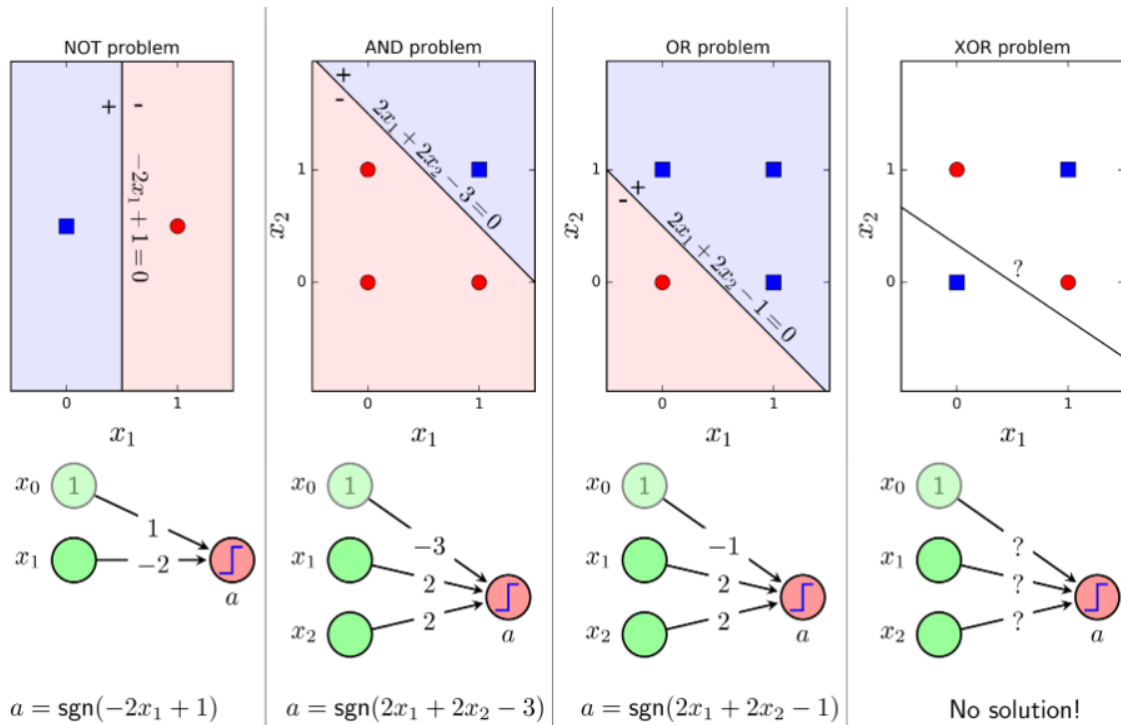 NOT problem
+ -
−2x₁ + 1 = 0
0 1
x₁
x₀ 1
1
x₁ −2
a
a = sgn(−2x₁ + 1)
AND problem
+
-
2x₁ + 2x₂ − 3 = 0
1
x₂
0
0 1
x₁
x₀ 1
−3
x₁ 2
x₂ 2
a
a = sgn(2x₁ + 2x₂ − 3)
OR problem
1
+
-
2x₁ + 2x₂ − 1 = 0
x₂
0
0 1
x₁
x₀ 1
−1
x₁ 2
x₂ 2
a
a = sgn(2x₁ + 2x₂ − 1)
XOR problem
1
x₂
?
0
0 1
x₁
x₀ 1
?
x₁ ?
x₂ ?
a
No solution!